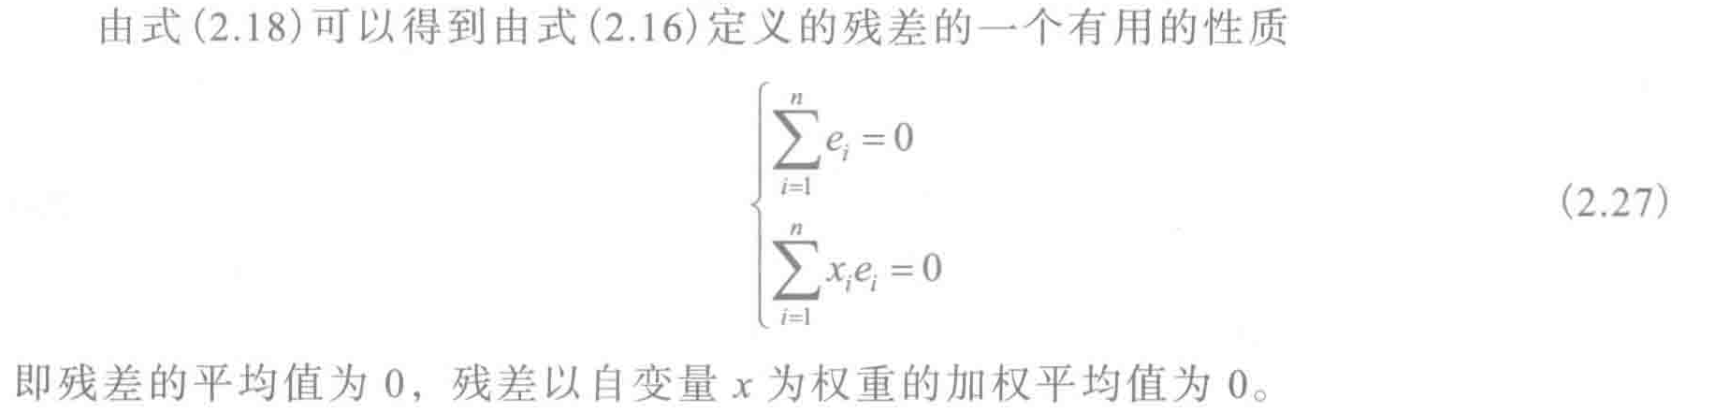 由式(2.18)可以得到由式(2.16)定义的残差的一个有用的性质
$$\begin{cases} \sum_{i=1}^{n} e_i = 0 \\ \sum_{i=1}^{n} x_i e_i = 0 \end{cases}$$ (2.27)
即残差的平均值为 0，残差以自变量 x 为权重的加权平均值为 0。